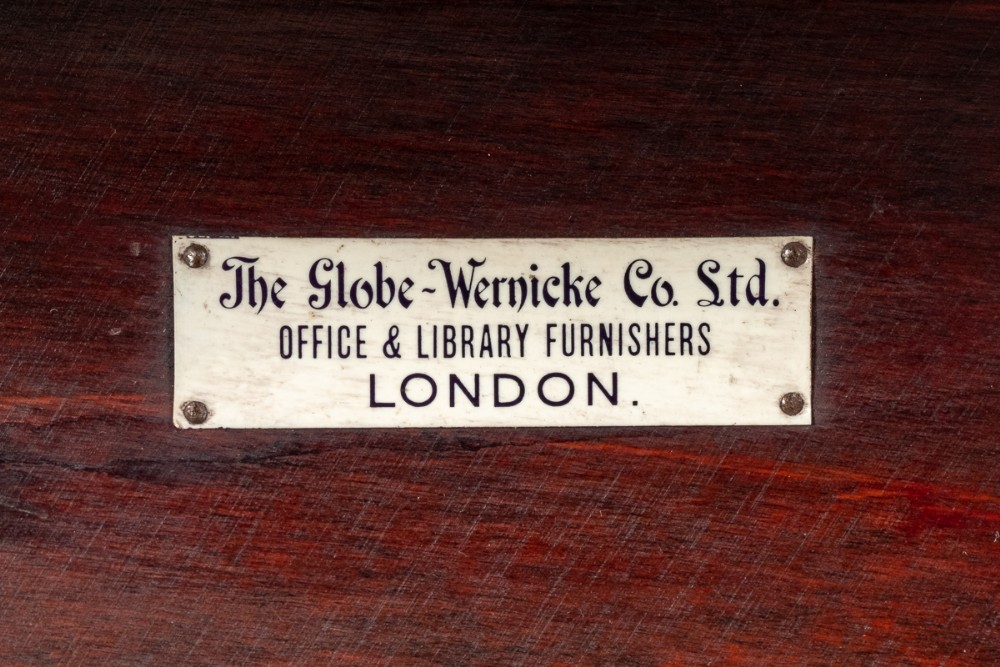 The Globe-Wernicke Co. Ltd.
OFFICE & LIBRARY FURNISHERS
LONDON.